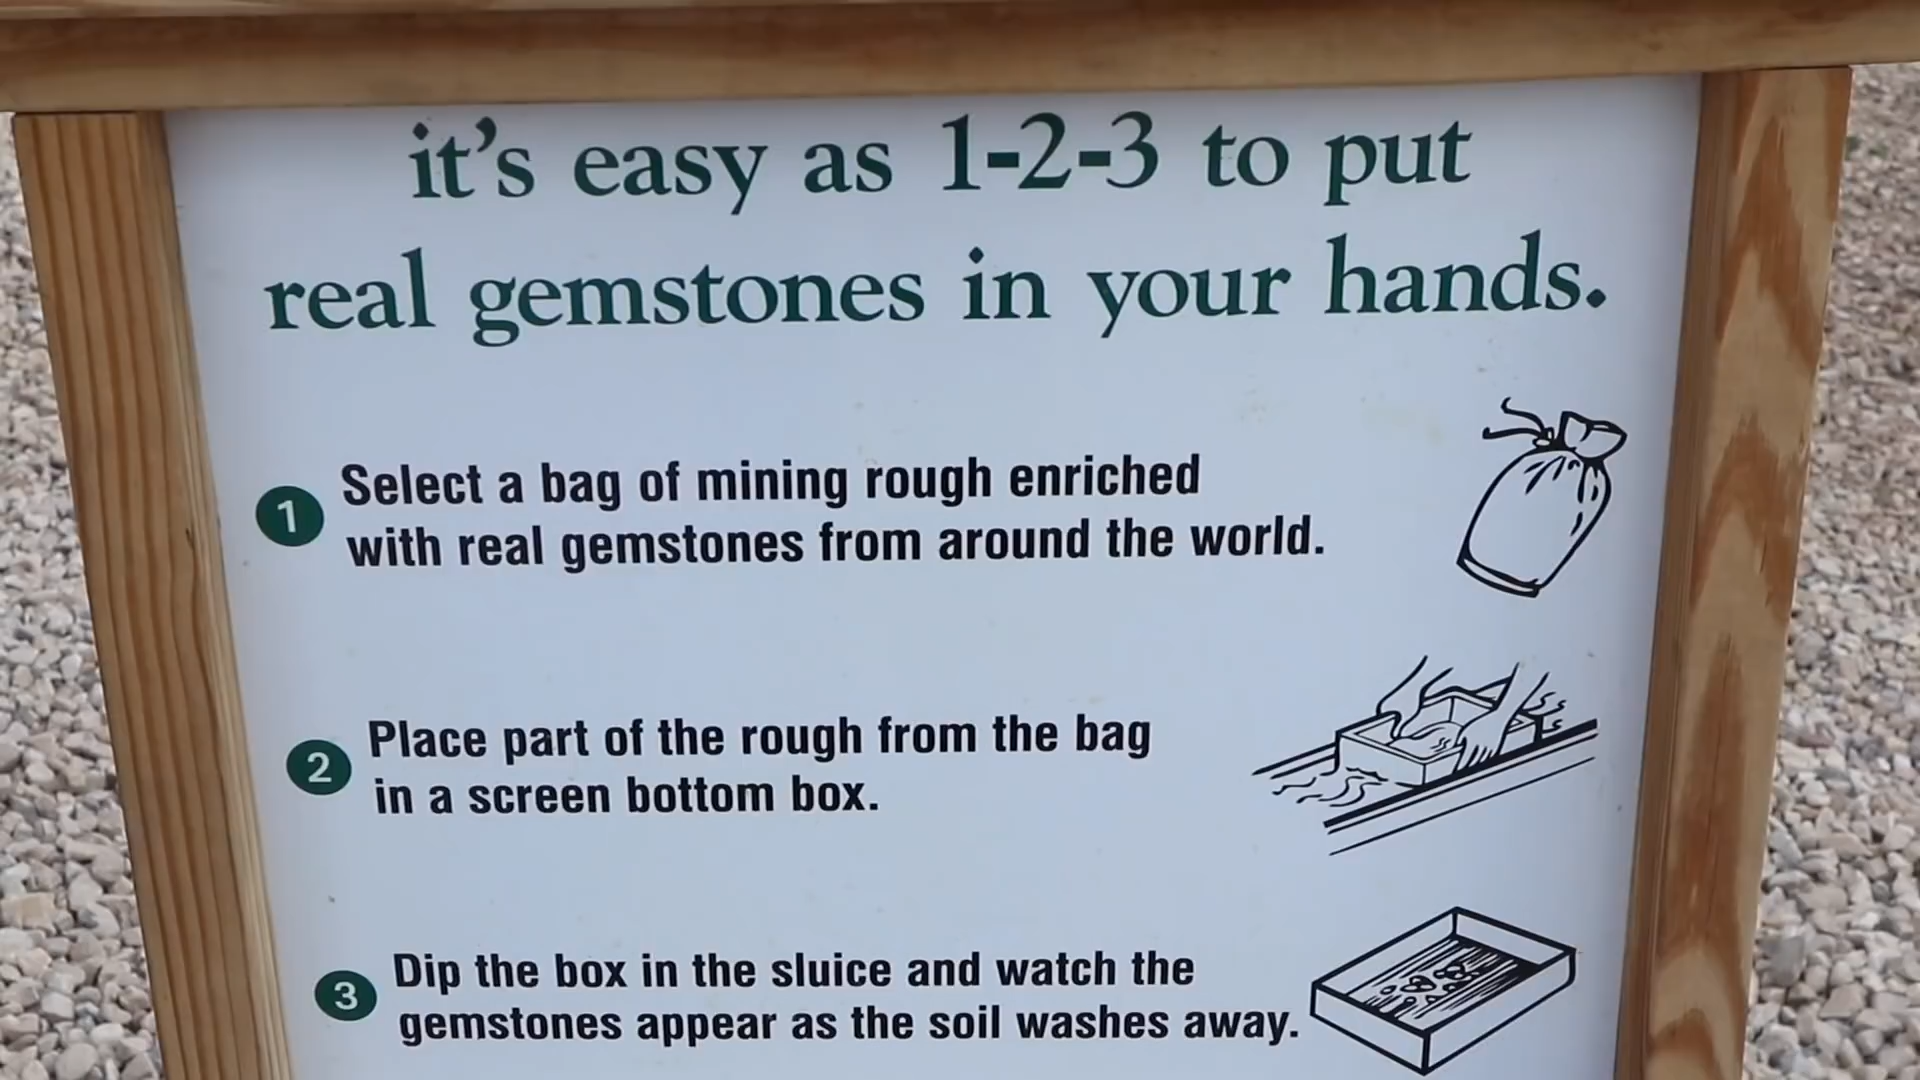 it's easy as 1-2-3 to put
real gemstones in your hands.
1 Select a bag of mining rough enriched
with real gemstones from around the world.
2 Place part of the rough from the bag
in a screen bottom box.
3 Dip the box in the sluice and watch the
gemstones appear as the soil washes away.